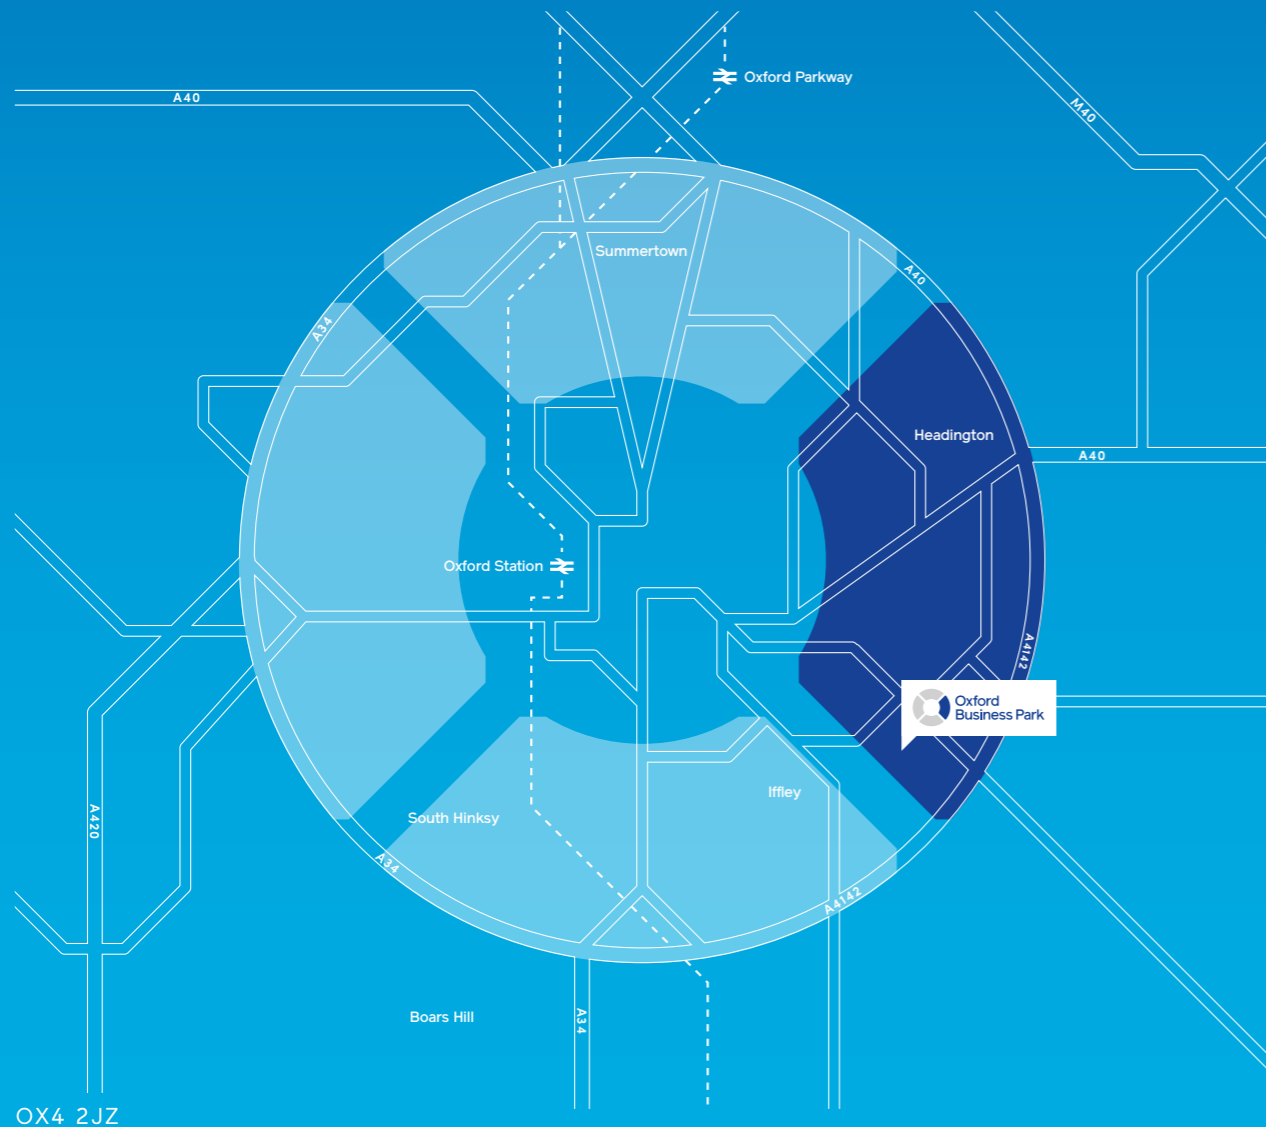 Oxford Parkway
A40
M40
Summertown
A40
A34
Headington
A40
Oxford Station
A4142
Oxford
Business Park
Iffley
South Hinksy
A420
A34
A4142
Boars Hill
A34
OX4 2JZ